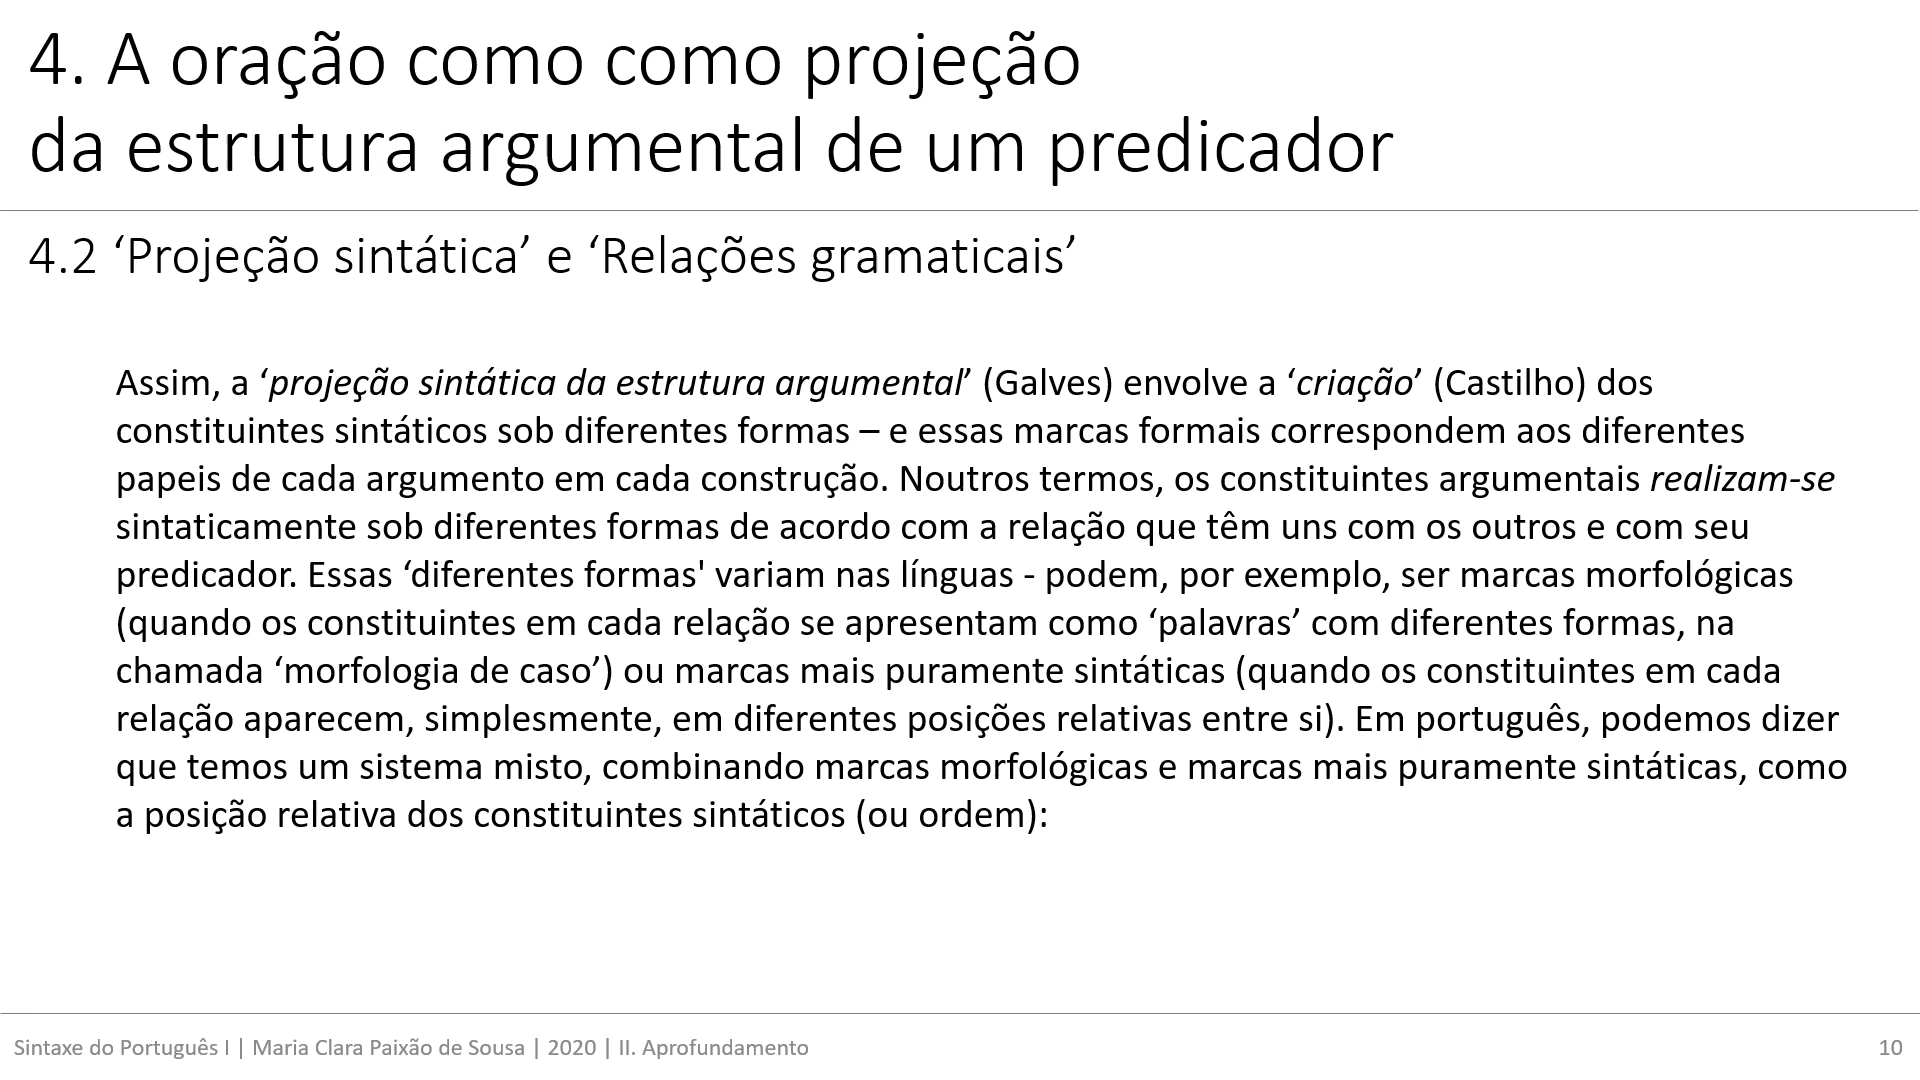 4. A oração como como projeção
da estrutura argumental de um predicador
4.2 ‘Projeção sintática’ e ‘Relações gramaticais’
Assim, a ‘projeção sintática da estrutura argumental’ (Galves) envolve a ‘criação’ (Castilho) dos
constituintes sintáticos sob diferentes formas – e essas marcas formais correspondem aos diferentes
papeis de cada argumento em cada construção. Noutros termos, os constituintes argumentais realizam-se
sintaticamente sob diferentes formas de acordo com a relação que têm uns com os outros e com seu
predicador. Essas ‘diferentes formas' variam nas línguas - podem, por exemplo, ser marcas morfológicas
(quando os constituintes em cada relação se apresentam como ‘palavras’ com diferentes formas, na
chamada ‘morfologia de caso’) ou marcas mais puramente sintáticas (quando os constituintes em cada
relação aparecem, simplesmente, em diferentes posições relativas entre si). Em português, podemos dizer
que temos um sistema misto, combinando marcas morfológicas e marcas mais puramente sintáticas, como
a posição relativa dos constituintes sintáticos (ou ordem):
Sintaxe do Português I | Maria Clara Paixão de Sousa | 2020 | II. Aprofundamento
10